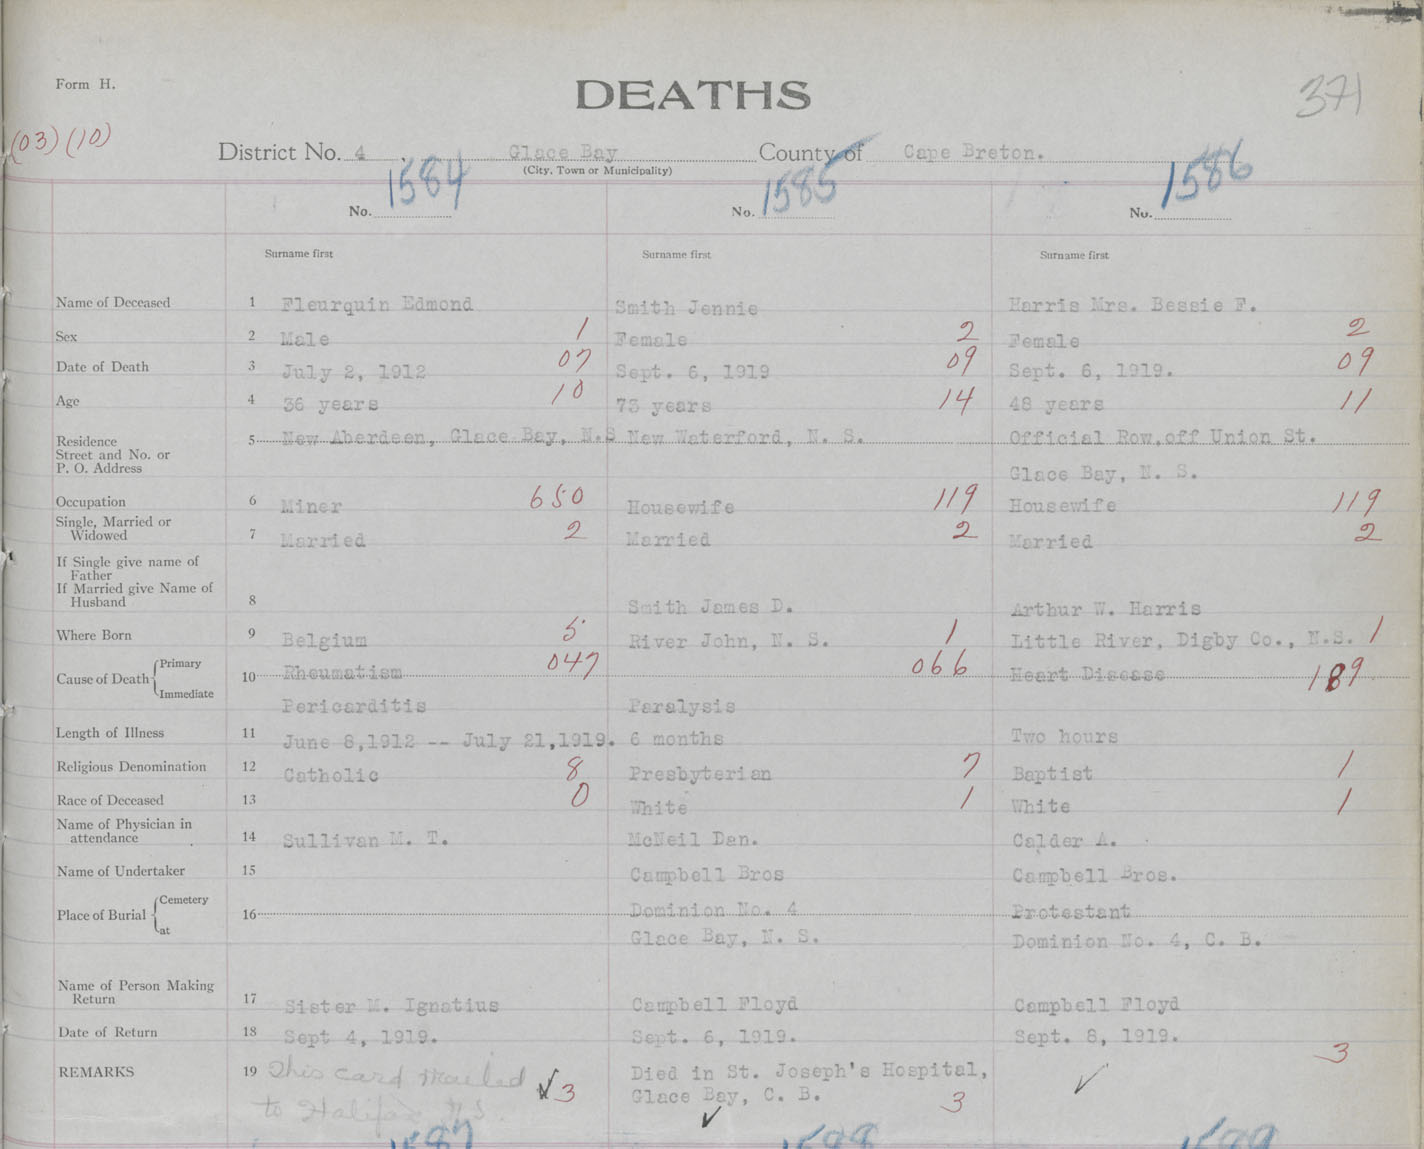 Form H.
DEATHS
371
(03) (10)
District No. 4 Glace Bay County of Cape Breton.
(City, Town or Municipality)
No. 1584 No. 1585 No. 1586
Surname first Surname first Surname first
Name of Deceased 1 Fleurquin Edmond Smith Jennie Harris Mrs. Bessie F.
Sex 2 Male 1 Female 2 Female 2
Date of Death 3 July 2, 1912 07 Sept. 6, 1919 09 Sept. 6, 1919. 09
Age 4 36 years 10 73 years 14 48 years 11
Residence 5 New Aberdeen, Glace Bay, N.S New Waterford, N. S. Official Row,off Union St.
Street and No. or
P. O. Address Glace Bay, N. S.
Occupation 6 Miner 650 Housewife 119 Housewife 119
Single, Married or
Widowed 7 Married 2 Married 2 Married 2
If Single give name of
Father
If Married give Name of
Husband 8 Smith James D. Arthur W. Harris
Where Born 9 Belgium 5 River John, N. S. 1 Little River, Digby Co., N.S. 1
Cause of Death Primary 10 Rheumatism 047 066 Heart Disease 189
Immediate Pericarditis Paralysis
Length of Illness 11 June 8,1912 -- July 21,1919. 6 months Two hours
Religious Denomination 12 Catholic 8 Presbyterian 7 Baptist 1
Race of Deceased 13 0 White 1 White 1
Name of Physician in
attendance 14 Sullivan M. T. McNeil Dan. Calder A.
Name of Undertaker 15 Campbell Bros Campbell Bros.
Place of Burial Cemetery 16 Dominion No. 4 Protestant
at Glace Bay, N. S. Dominion No. 4, C. B.
Name of Person Making
Return 17 Sister M. Ignatius Campbell Floyd Campbell Floyd
Date of Return 18 Sept 4, 1919. Sept. 6, 1919. Sept. 8, 1919.
3
REMARKS 19 This card mailed 3 Died in St. Joseph's Hospital,
to Halifax N.S. Glace Bay, C. B. 3
1587 1588 1589